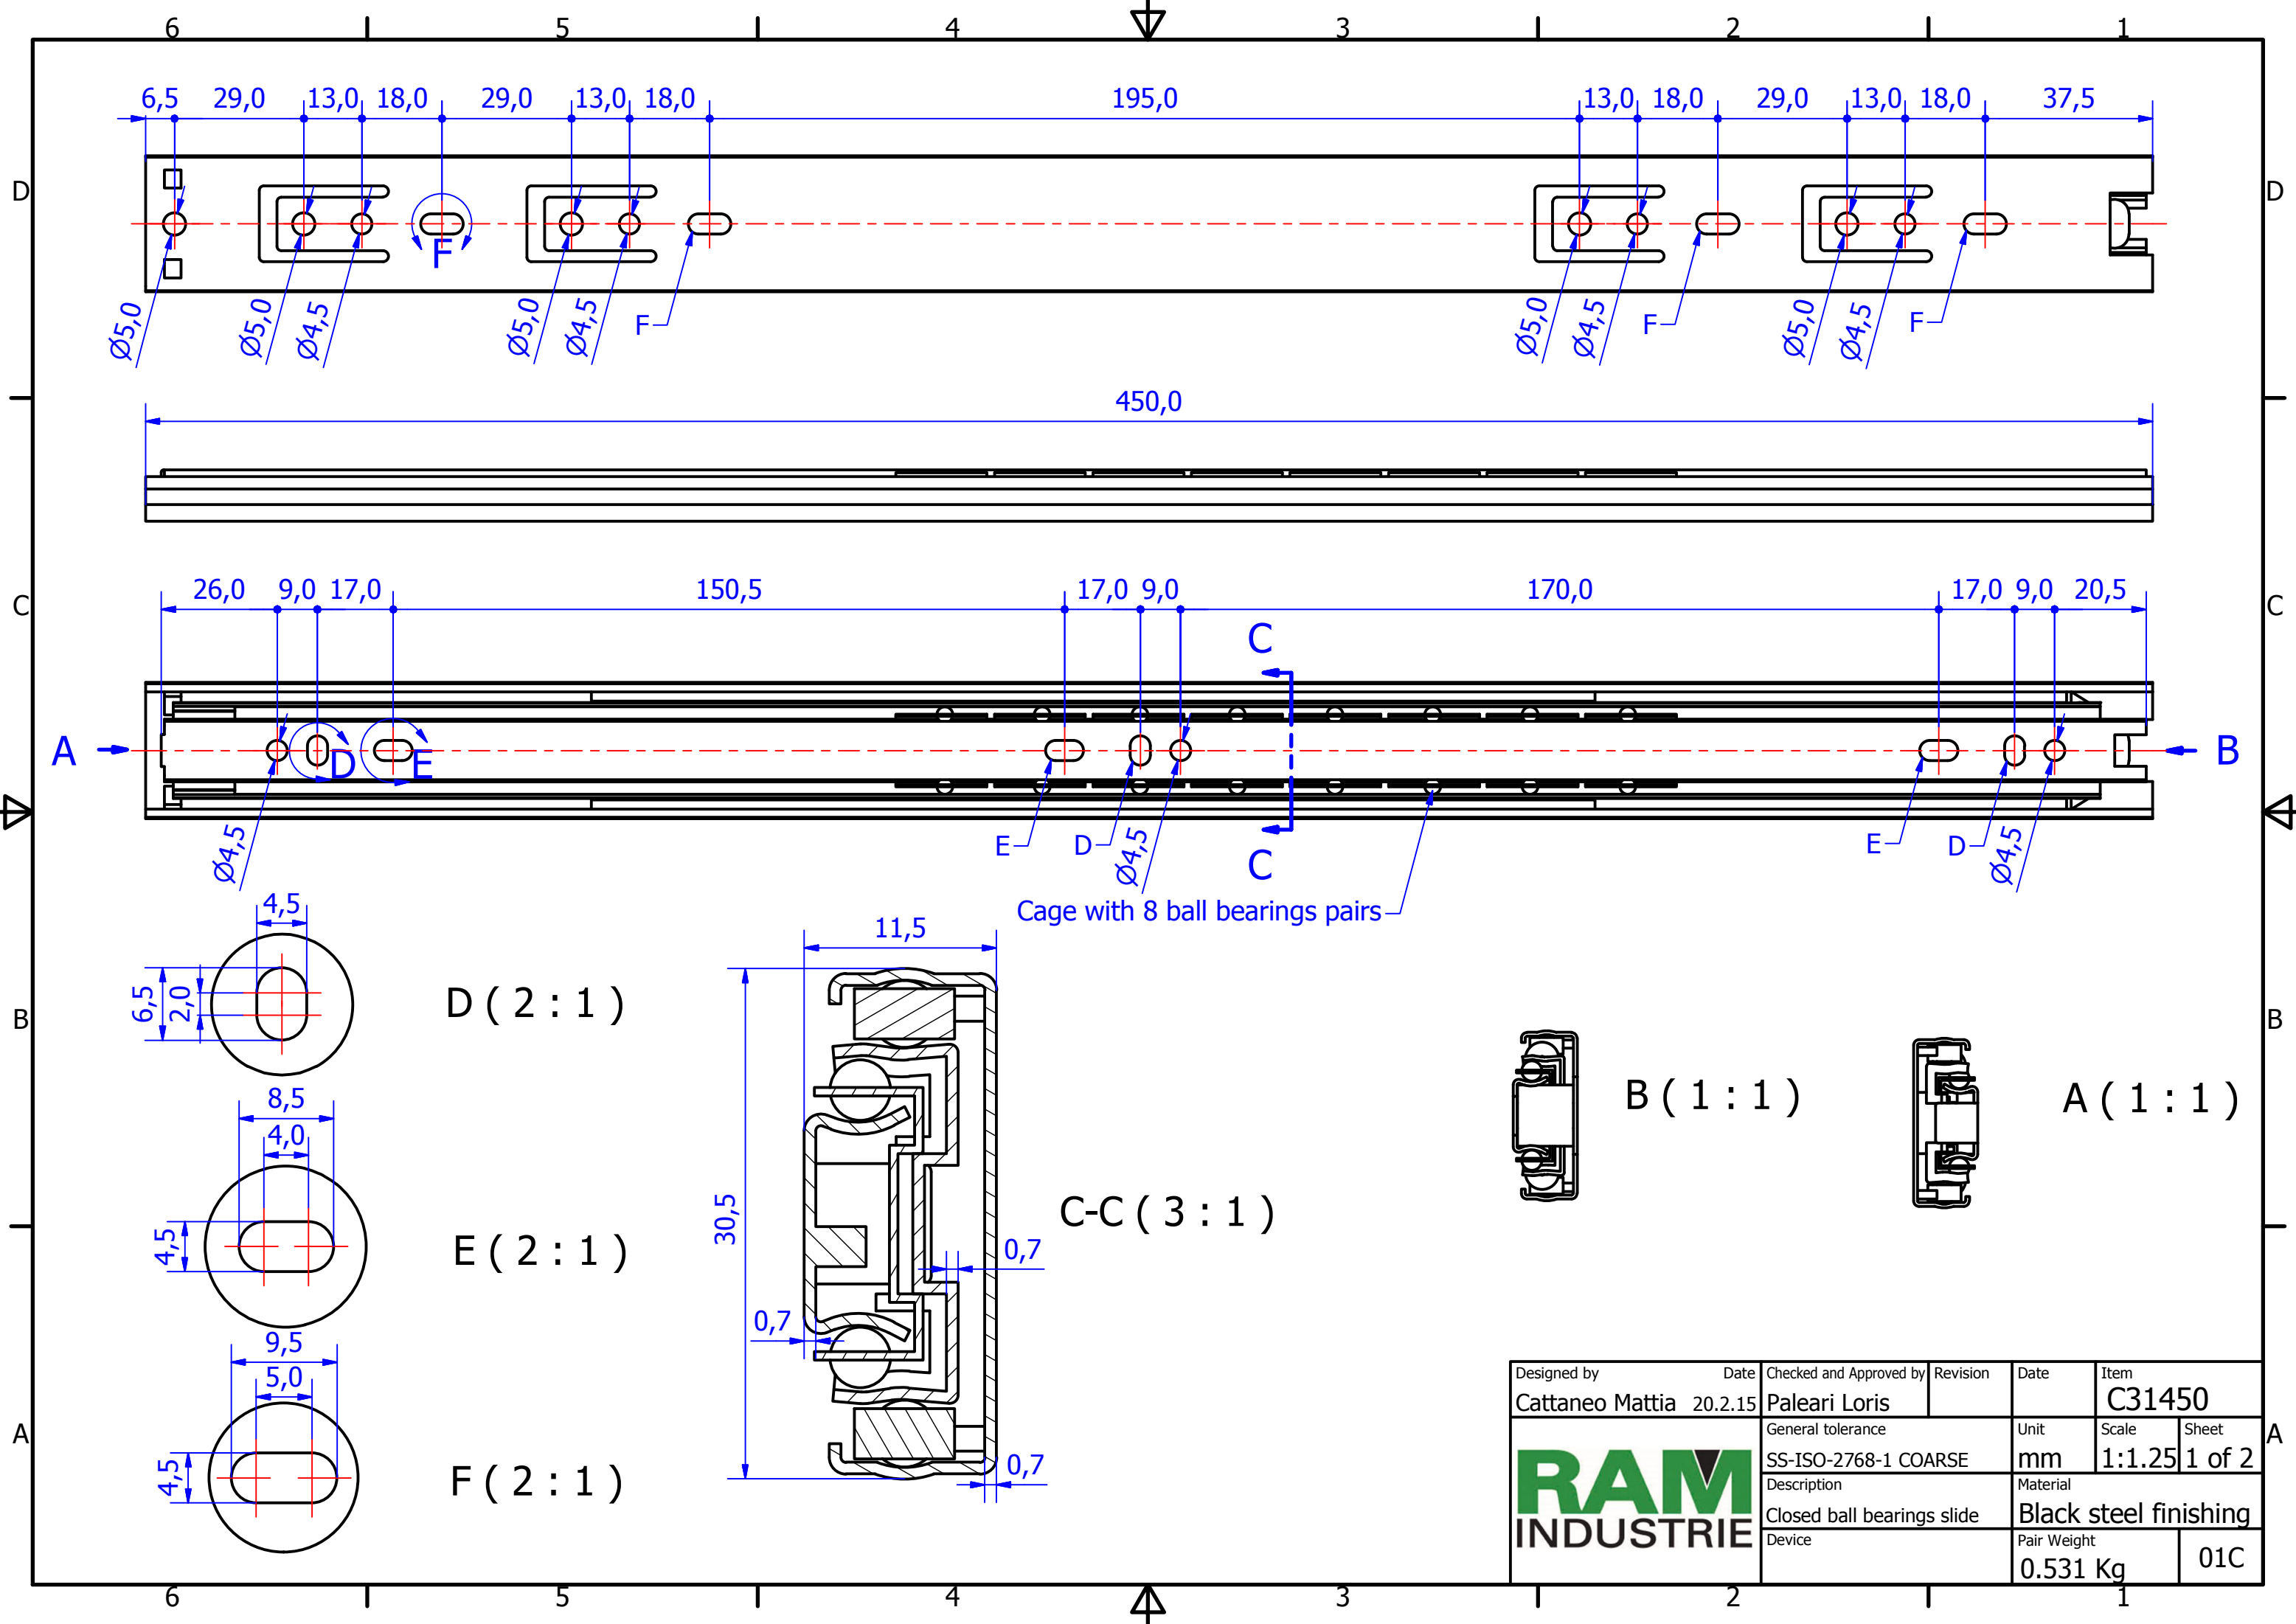 6 5 4 3 2 1
6,5 29,0 13,0 18,0 29,0 13,0 18,0 195,0 13,0 18,0 29,0 13,0 18,0 37,5
D D
F
Ø5,0 Ø5,0 Ø4,5 Ø5,0 Ø4,5 F Ø5,0 Ø4,5 F Ø5,0 Ø4,5 F
450,0
26,0 9,0 17,0 150,5 17,0 9,0 170,0 17,0 9,0 20,5
C C
C
A D E B
Ø4,5 E D Ø4,5 E D Ø4,5
C
Cage with 8 ball bearings pairs
4,5
6,5 2,0
D ( 2 : 1 )
8,5
4,0
4,5
E ( 2 : 1 )
9,5
5,0
4,5
F ( 2 : 1 )
11,5
30,5
0,7
0,7
0,7
C-C ( 3 : 1 )
B B
B ( 1 : 1 )
A ( 1 : 1 )
A A
Designed by Date Checked and Approved by Revision Date Item
Cattaneo Mattia 20.2.15 Paleari Loris C31450
General tolerance Unit Scale Sheet
SS-ISO-2768-1 COARSE mm 1:1.25 1 of 2
Description Material
Closed ball bearings slide Black steel finishing
Device Pair Weight
0.531 Kg 01C
RAM
INDUSTRIE
6 5 4 3 2 1